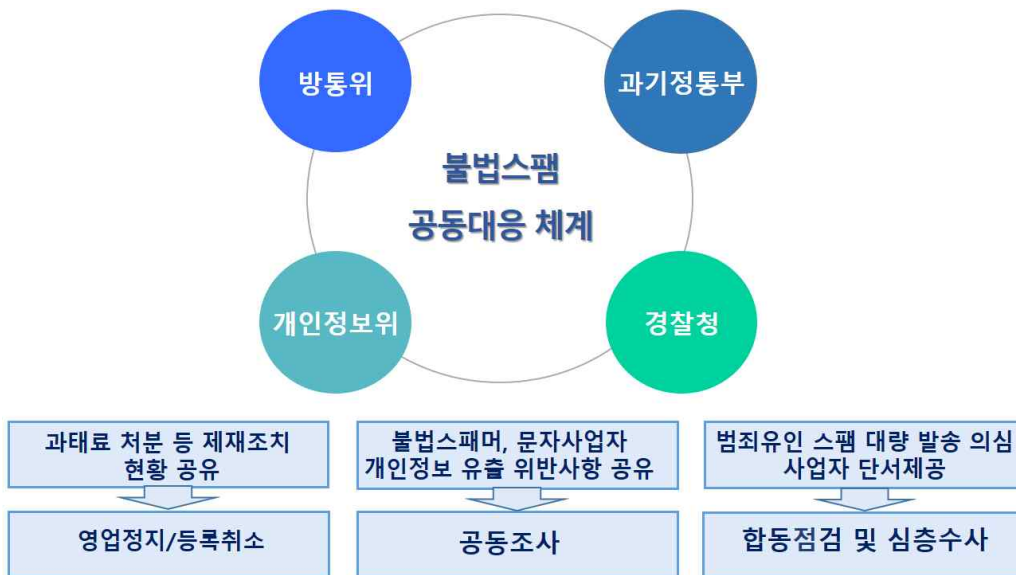 방통위
과기정통부
불법스팸
공동대응 체계
개인정보위
경찰청
과태료 처분 등 제재조치
현황 공유
불법스패머, 문자사업자
개인정보 유출 위반사항 공유
범죄유인 스팸 대량 발송 의심
사업자 단서제공
영업정지/등록취소
공동조사
합동점검 및 심층수사